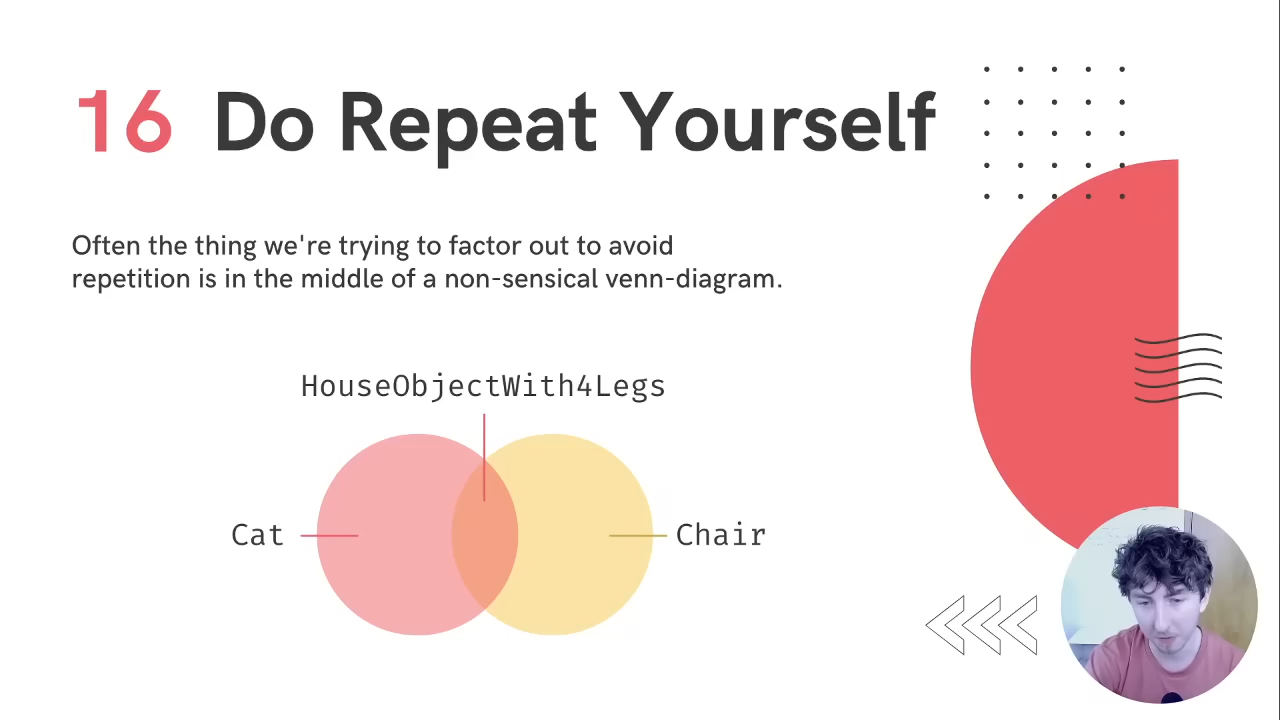 16 Do Repeat Yourself
Often the thing we're trying to factor out to avoid
repetition is in the middle of a non-sensical venn-diagram.
HouseObjectWith4Legs
Cat
Chair